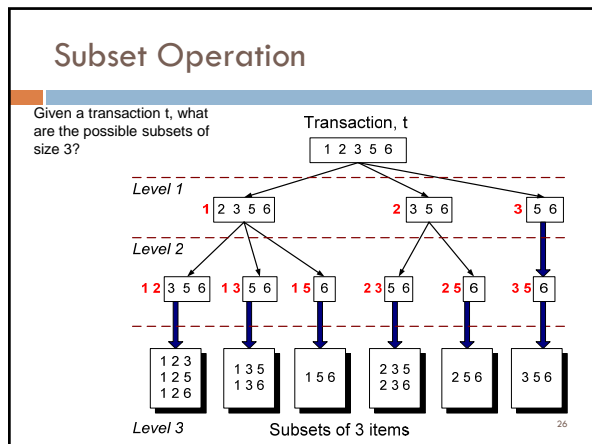 Subset Operation
Given a transaction t, what
are the possible subsets of
size 3?
Transaction, t
1 2 3 5 6
Level 1
1 2 3 5 6
2 3 5 6
3 5 6
Level 2
1 2 3 5 6
1 3 5 6
1 5 6
2 3 5 6
2 5 6
3 5 6
1 2 3
1 2 5
1 2 6
1 3 5
1 3 6
1 5 6
2 3 5
2 3 6
2 5 6
3 5 6
Level 3
Subsets of 3 items
26